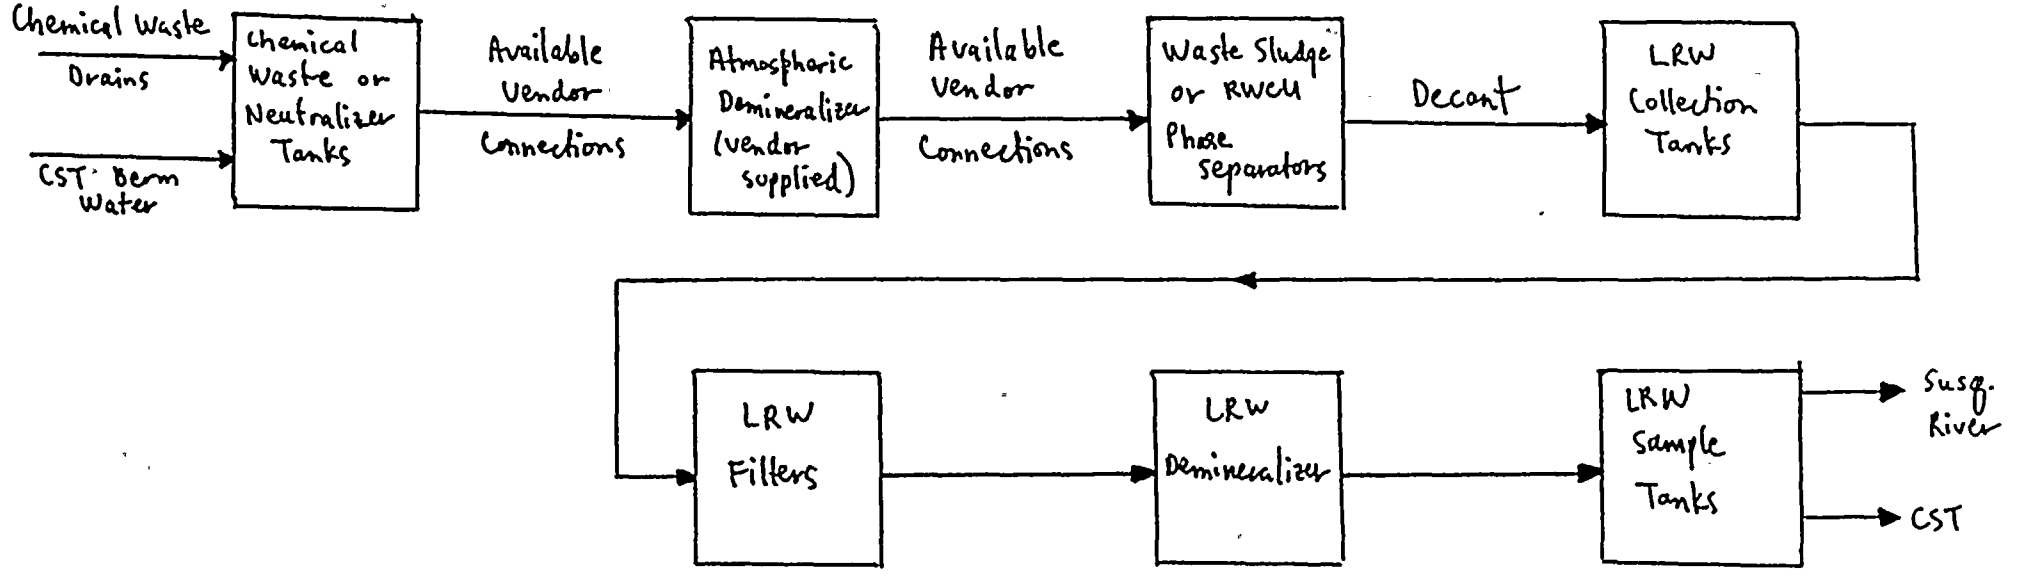 Chemical Waste
Drains
CST Berm
Water
Chemical
Waste or
Neutralizer
Tanks
Available
Vendor
Connections
Atmospheric
Demineralizer
(vendor
supplied)
Available
Vendor
Connections
Waste Sludge
or RWCU
Phase
separators
Decant
LRW
Collection
Tanks
LRW
Filters
LRW
Demineralizer
LRW
Sample
Tanks
Susq.
River
CST